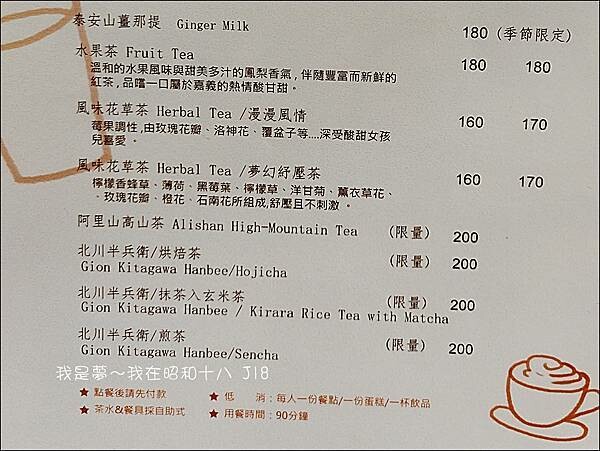 泰安山薑那提  Ginger Milk 180 (季節限定)
水果茶 Fruit Tea 180 180
溫和的水果風味與甜美多汁的鳳梨香氣，伴隨豐富而新鮮的
紅茶，品嚐一口屬於嘉義的熱情酸甘甜。
風味花草茶 Herbal Tea /漫漫風情 160 170
莓果調性,由玫瑰花瓣、洛神花、覆盆子等....深受酸甜女孩
兒喜愛。
風味花草茶 Herbal Tea /夢幻紓壓茶 160 170
檸檬香蜂草、薄荷、黑莓葉、檸檬草、洋甘菊、薰衣草花、
、玫瑰花瓣、橙花、石南花所組成,舒壓且不刺激。
阿里山高山茶 Alishan High-Mountain Tea (限量) 200
北川半兵衛/烘焙茶 (限量) 200
Gion Kitagawa Hanbee/Hojicha
北川半兵衛/抹茶入玄米茶 (限量) 200
Gion Kitagawa Hanbee / Kirara Rice Tea with Matcha
北川半兵衛/煎茶 (限量) 200
Gion Kitagawa Hanbee/Sencha
我是夢～我在昭和十八 J18
★ 點餐後請先付款 ★ 低 消:每人一份餐點/一份蛋糕/一杯飲品
★ 茶水&餐具採自助式 ★ 用餐時間：90分鐘